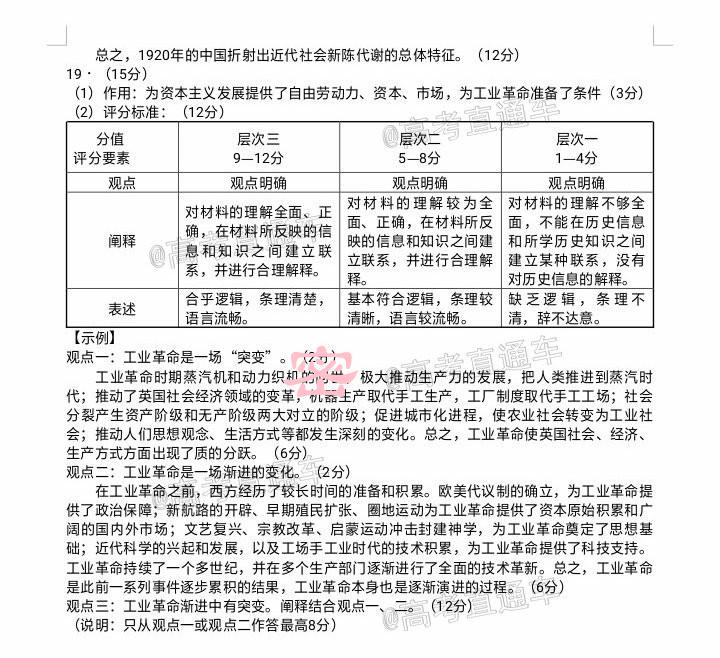 总之，1920年的中国折射出近代社会新陈代谢的总体特征。（12分）
19·（15分）
（1）作用：为资本主义发展提供了自由劳动力、资本、市场，为工业革命准备了条件（3分）
（2）评分标准：（12分）
分值 层次三 层次二 层次一
评分要素 9—12分 5—8分 1—4分
观点 观点明确 观点明确 观点明确
阐释
对材料的理解全面、正
确，在材料所反映的信
息和知识之间建立联
系，并进行合理解释。
对材料的理解较为全
面、正确，在材料所反
映的信息和知识之间建
立联系，并进行合理解
释。
对材料的理解不够全
面，不能在历史信息
和所学历史知识之间
建立某种联系，没有
对历史信息的解释。
表述
合乎逻辑，条理清楚，
语言流畅。
基本符合逻辑，条理较
清晰，语言较流畅。
缺乏逻辑，条理不
清，辞不达意。
【示例】
观点一：工业革命是一场“突变”。（2分）
工业革命时期蒸汽机和动力织机的问世，极大推动生产力的发展，把人类推进到蒸汽时
代；推动了英国社会经济领域的变革，机器生产取代手工生产，工厂制度取代手工工场；社会
分裂产生资产阶级和无产阶级两大对立的阶级；促进城市化进程，使农业社会转变为工业社
会；推动人们思想观念、生活方式等都发生深刻的变化。总之，工业革命使英国社会、经济、
生产方式方面出现了质的分跃。（6分）
观点二：工业革命是一场渐进的变化。（2分）
在工业革命之前，西方经历了较长时间的准备和积累。欧美代议制的确立，为工业革命提
供了政治保障；新航路的开辟、早期殖民扩张、圈地运动为工业革命提供了资本原始积累和广
阔的国内外市场；文艺复兴、宗教改革、启蒙运动冲击封建神学，为工业革命奠定了思想基
础；近代科学的兴起和发展，以及工场手工业时代的技术积累，为工业革命提供了科技支持。
工业革命持续了一个多世纪，并在多个生产部门逐渐进行了全面的技术革新。总之，工业革命
是此前一系列事件逐步累积的结果，工业革命本身也是逐渐演进的过程。（6分）
观点三：工业革命渐进中有突变。阐释结合观点一、二。（12分）
（说明：只从观点一或观点二作答最高8分）
@高考直通车
@高考直通车
@高考直通车
@高考直通车
@高考直通车